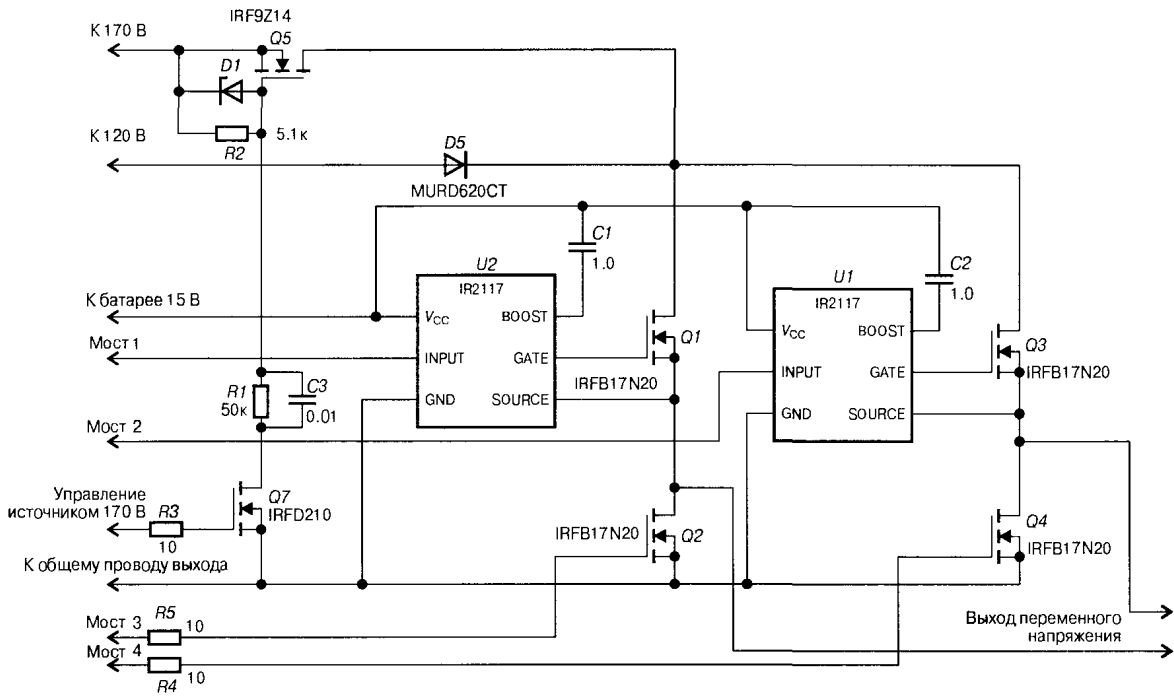 IRF9Z14
К 170 В
Q5
D1
5.1к
R2
К 120 В
D5
MURD620CT
C1
1.0
U2
IR2117
C2
1.0
U1
IR2117
К батарее 15 В
VCC
BOOST
Q1
VCC
BOOST
Q3
Мост 1
INPUT
GATE
IRFB17N20
INPUT
GATE
IRFB17N20
R1
50к
C3
0.01
GND
SOURCE
GND
SOURCE
Мост 2
Управление
источником 170 В
R3
10
Q7
IRFD210
IRFB17N20
Q2
Q4
IRFB17N20
К общему проводу выхода
Мост 3
R5
10
Мост 4
R4
10
Выход переменного
напряжения